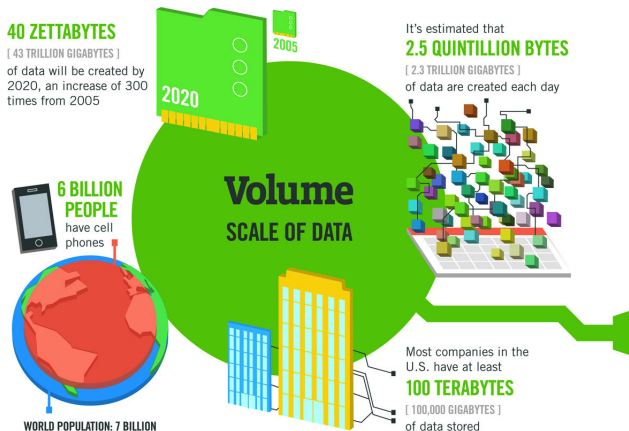 40 ZETTABYTES
[ 43 TRILLION GIGABYTES ]
of data will be created by
2020, an increase of 300
times from 2005
2020
2005
It's estimated that
2.5 QUINTILLION BYTES
[ 2.3 TRILLION GIGABYTES ]
of data are created each day
6 BILLION
PEOPLE
have cell
phones
WORLD POPULATION: 7 BILLION
Volume
SCALE OF DATA
Most companies in the
U.S. have at least
100 TERABYTES
[ 100,000 GIGABYTES ]
of data stored